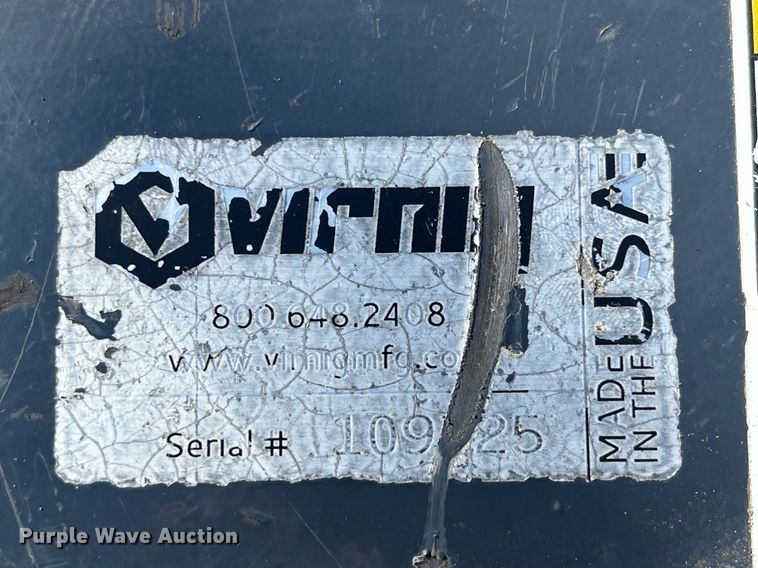 virnig
800.648.2408
www.virnigmfg.co
Serial #
MADE
IN THE
USA
Purple Wave Auction